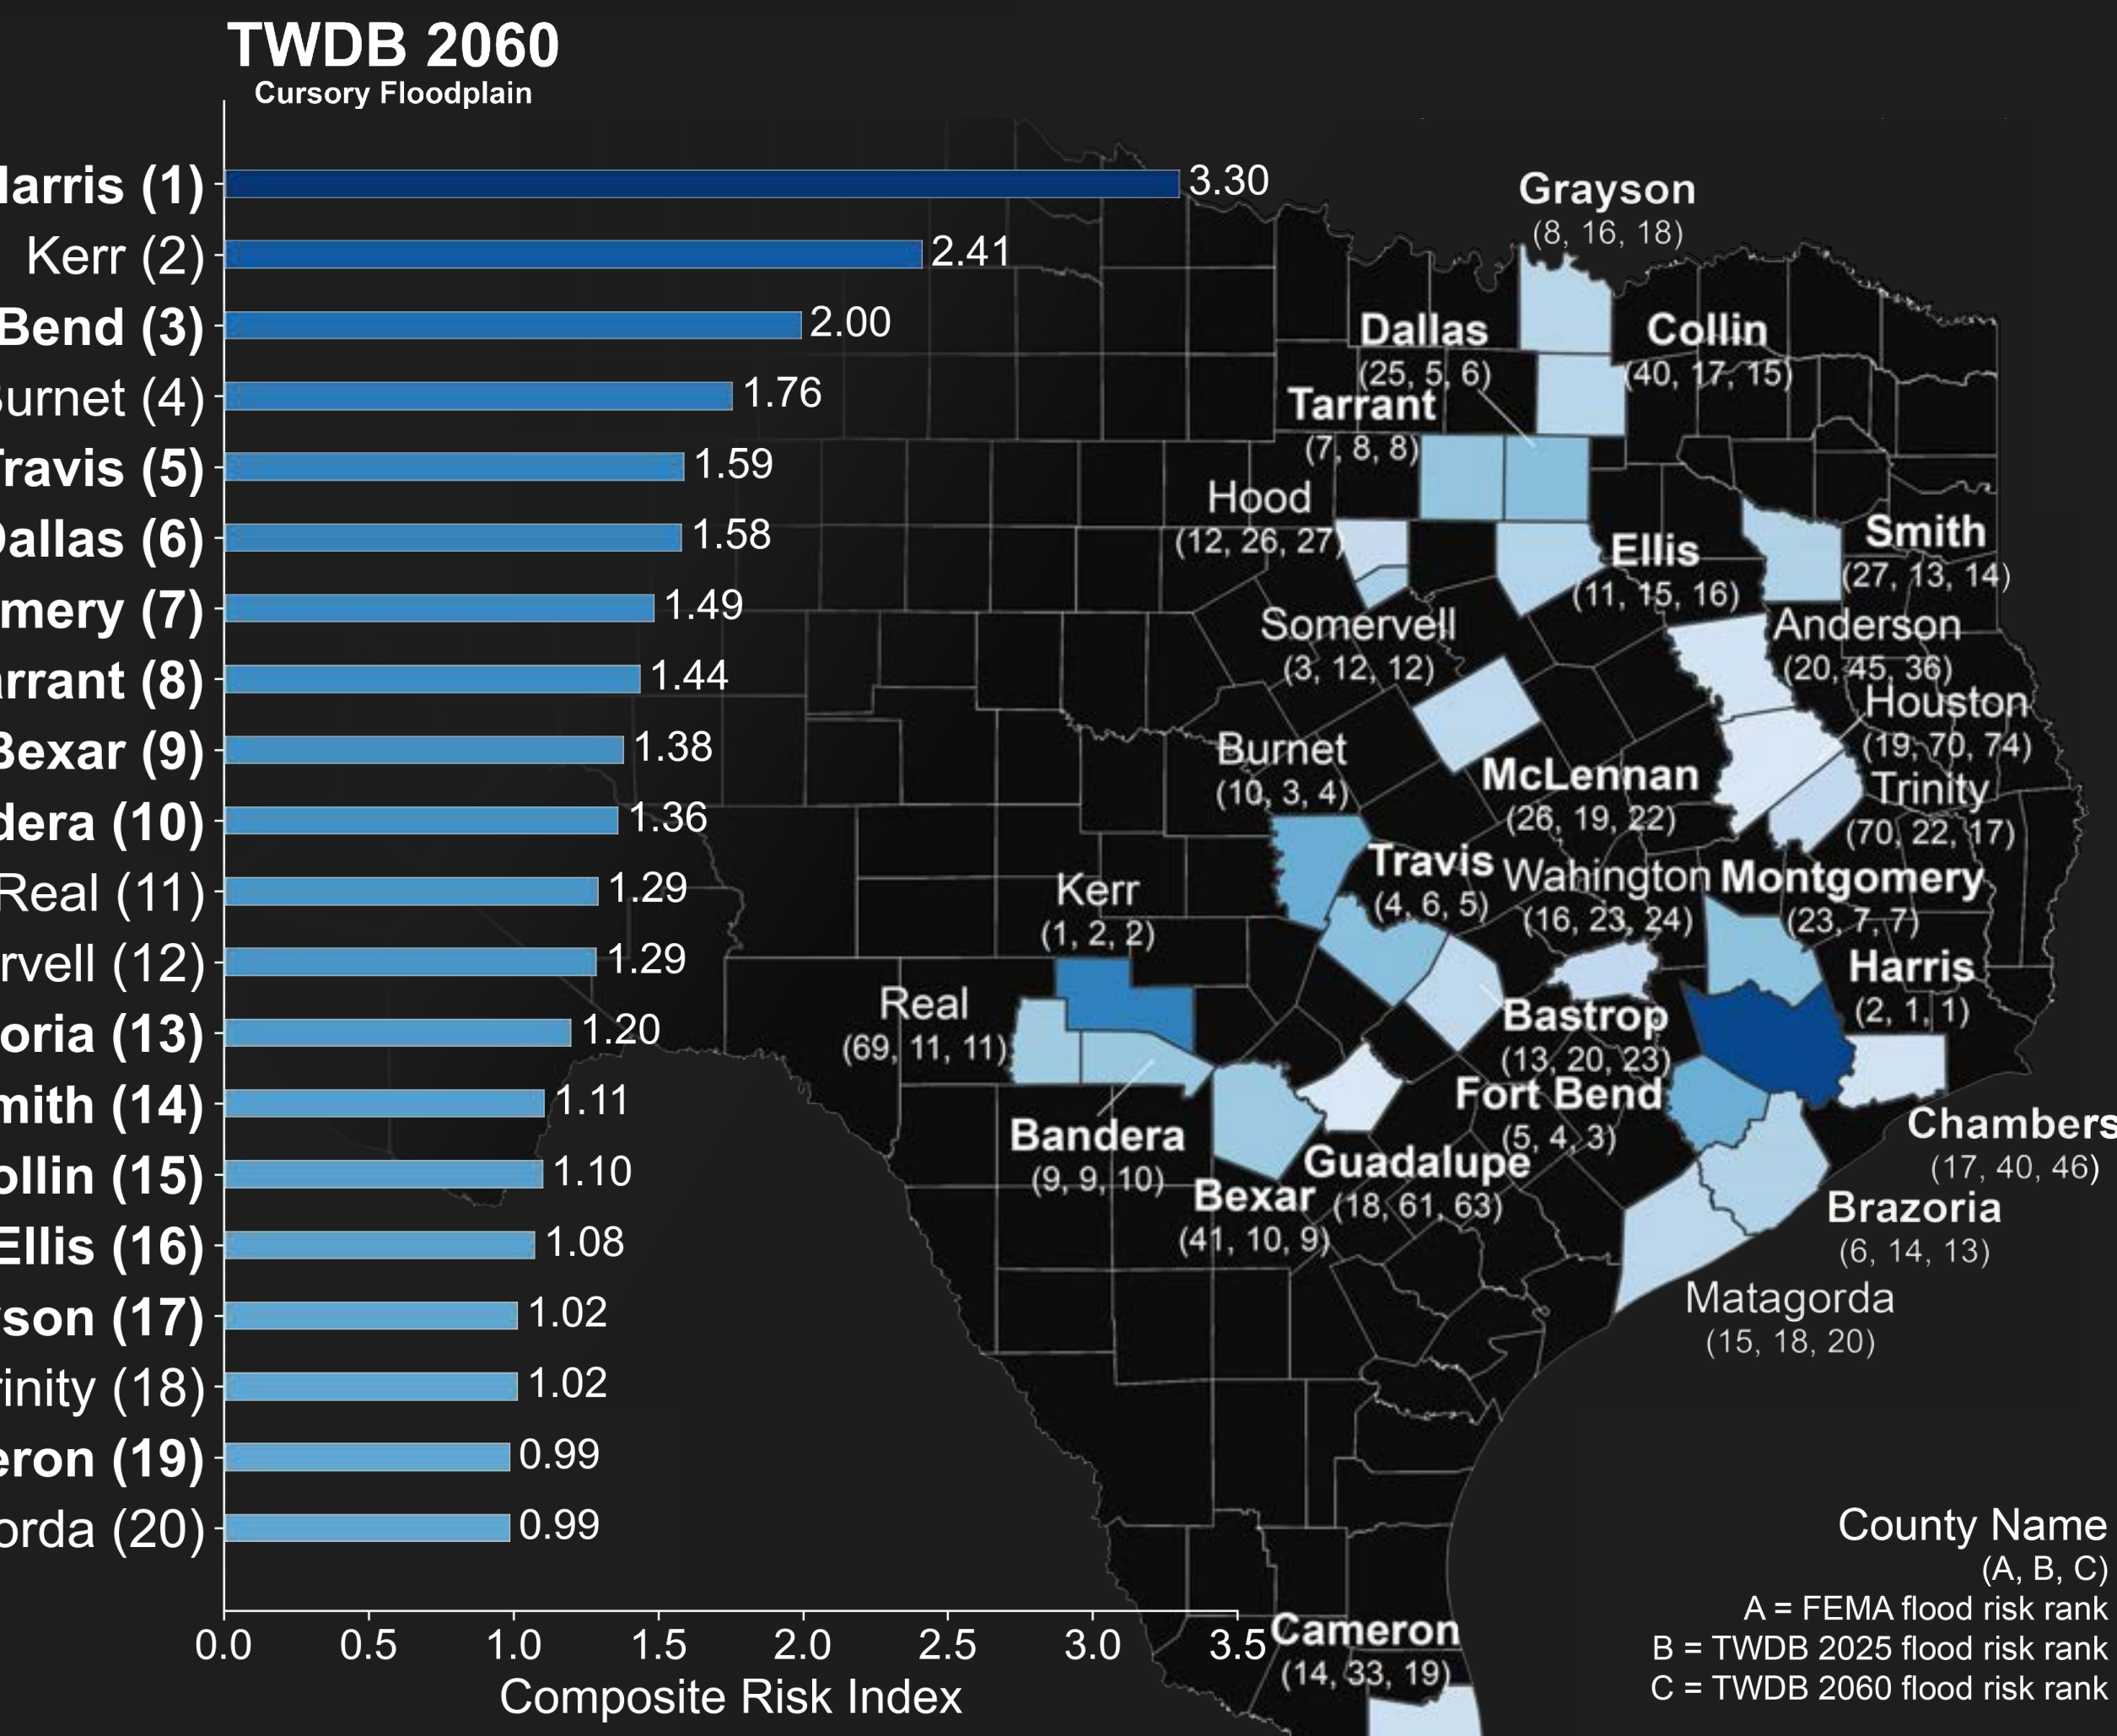 TWDB 2060
Cursory Floodplain
arris (1)
Kerr (2)
Bend (3)
urnet (4)
ravis (5)
allas (6)
mery (7)
arrant (8)
Bexar (9)
dera (10)
Real (11)
rvell (12)
oria (13)
mith (14)
ollin (15)
Ellis (16)
son (17)
rinity (18)
eron (19)
orda (20)
3.30
2.41
2.00
1.76
1.59
1.58
1.49
1.44
1.38
1.36
1.29
1.29
1.20
1.11
1.10
1.08
1.02
1.02
0.99
0.99
0.0 0.5 1.0 1.5 2.0 2.5 3.0 3.5
Composite Risk Index
Grayson
(8, 16, 18)
Dallas
(25, 5, 6)
Collin
(40, 17, 15)
Tarrant
(7, 8, 8)
Hood
(12, 26, 27)
Ellis
(11, 15, 16)
Smith
(27, 13, 14)
Somervell
(3, 12, 12)
Anderson
(20, 45, 36)
Houston
(19, 70, 74)
Burnet
(10, 3, 4)
McLennan
(26, 19, 22)
Trinity
(70, 22, 17)
Travis
(4, 6, 5)
Wahington
(16, 23, 24)
Montgomery
(23, 7, 7)
Kerr
(1, 2, 2)
Harris
(2, 1, 1)
Real
(69, 11, 11)
Bastrop
(13, 20, 23)
Fort Bend
(5, 4, 3)
Chambers
(17, 40, 46)
Bandera
(9, 9, 10)
Guadalupe
(18, 61, 63)
Bexar
(41, 10, 9)
Brazoria
(6, 14, 13)
Matagorda
(15, 18, 20)
Cameron
(14, 33, 19)
County Name
(A, B, C)
A = FEMA flood risk rank
B = TWDB 2025 flood risk rank
C = TWDB 2060 flood risk rank